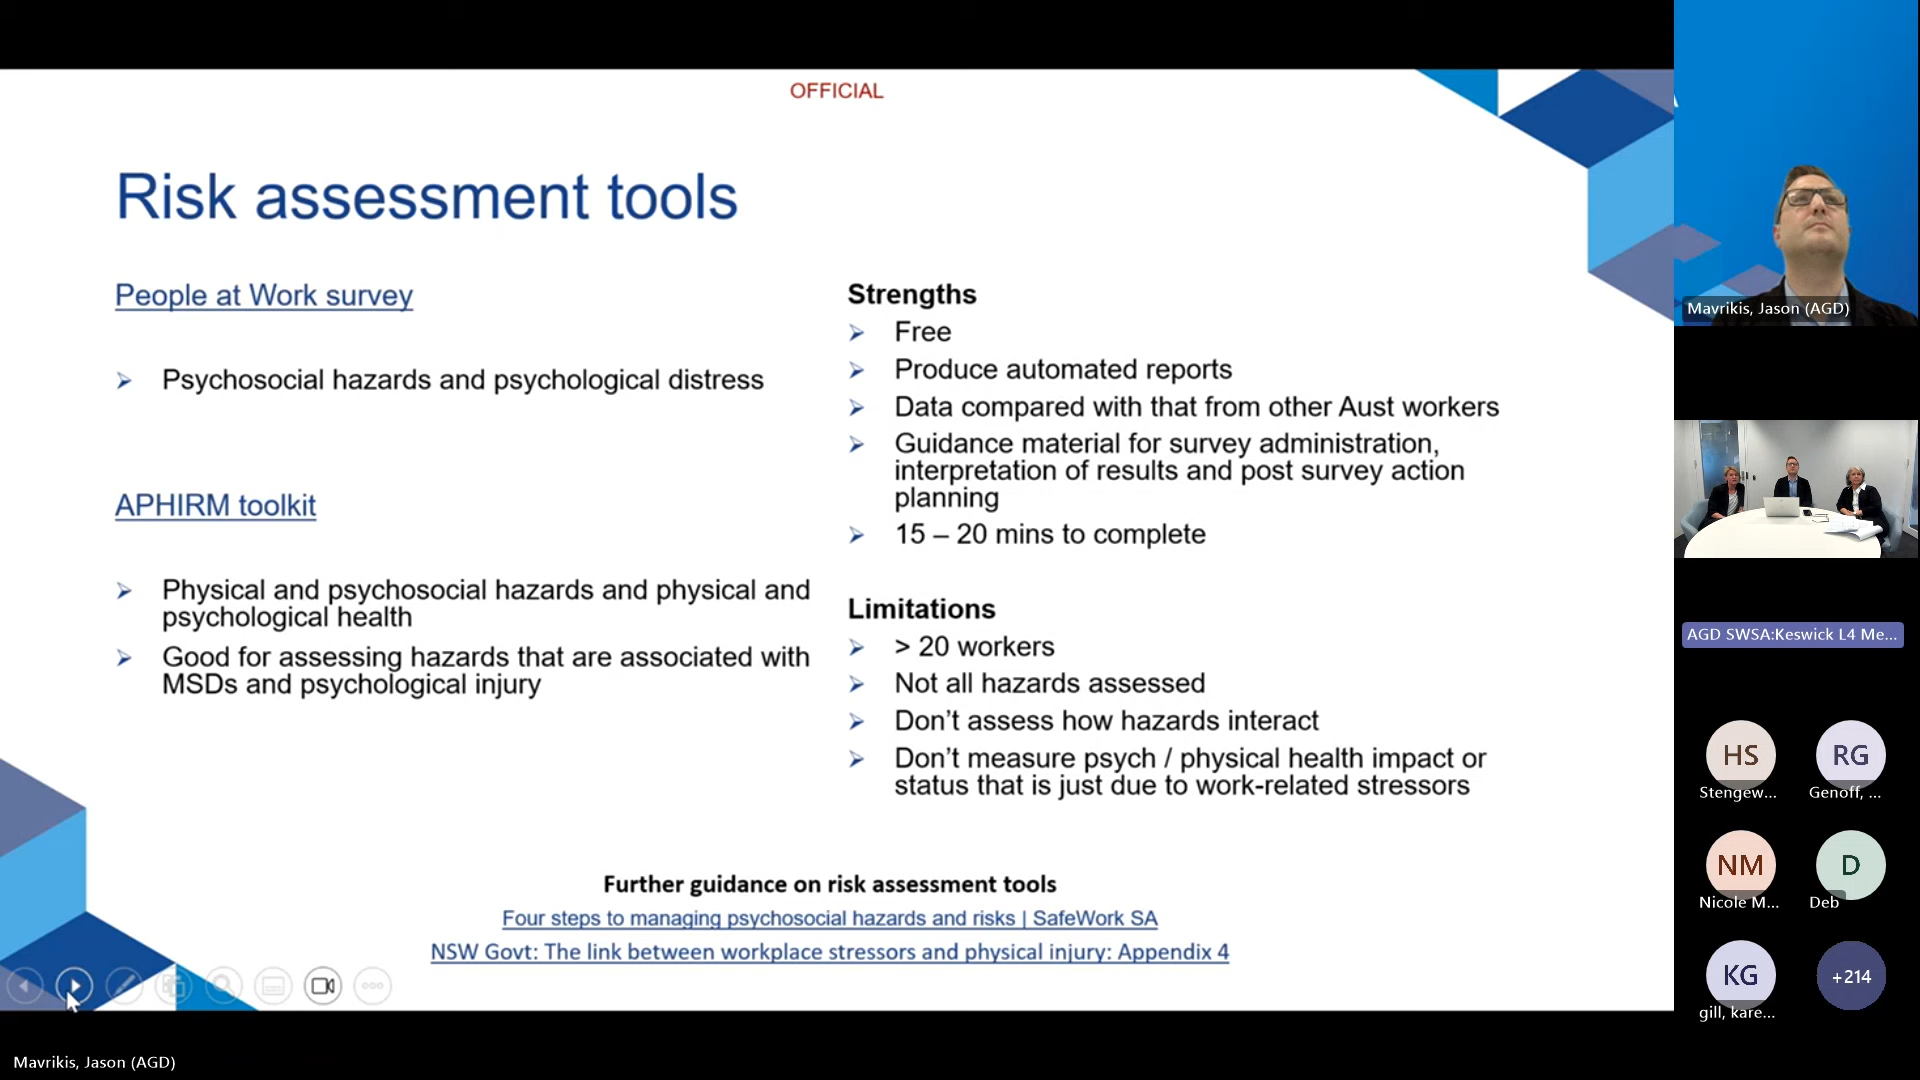 OFFICIAL
Risk assessment tools
People at Work survey
Psychosocial hazards and psychological distress
APHIRM toolkit
Physical and psychosocial hazards and physical and
psychological health
Good for assessing hazards that are associated with
MSDs and psychological injury
Strengths
Free
Produce automated reports
Data compared with that from other Aust workers
Guidance material for survey administration,
interpretation of results and post survey action
planning
15 – 20 mins to complete
Limitations
> 20 workers
Not all hazards assessed
Don’t assess how hazards interact
Don’t measure psych / physical health impact or
status that is just due to work-related stressors
Further guidance on risk assessment tools
Four steps to managing psychosocial hazards and risks | SafeWork SA
NSW Govt: The link between workplace stressors and physical injury: Appendix 4
Mavrikis, Jason (AGD)
Mavrikis, Jason (AGD)
AGD SWSA:Keswick L4 Me...
HS
Stengew...
RG
Genoff, ...
NM
Nicole M...
D
Deb
KG
gill, kare...
+214